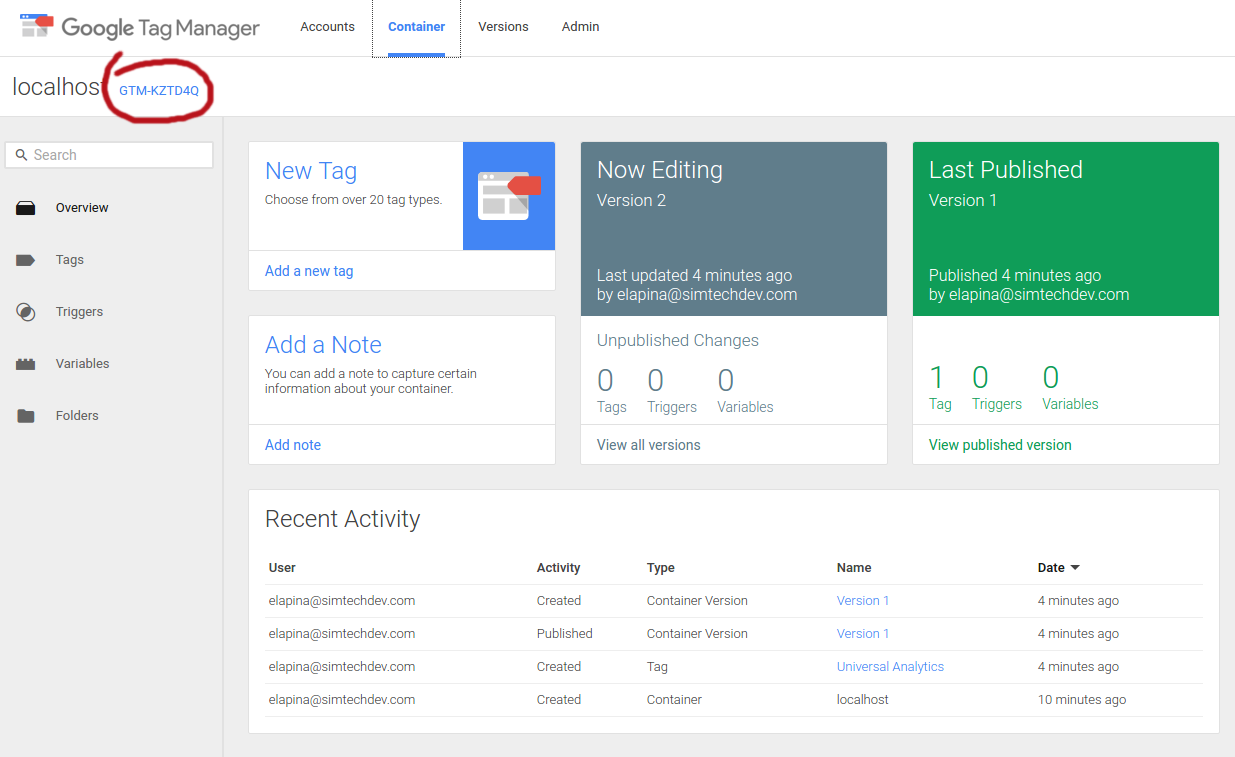 Google Tag Manager
Accounts
Container
Versions
Admin
localhost GTM-KZTD4Q
Search
Overview
Tags
Triggers
Variables
Folders
New Tag
Choose from over 20 tag types.
Add a new tag
Add a Note
You can add a note to capture certain
information about your container.
Add note
Now Editing
Version 2
Last updated 4 minutes ago
by elapina@simtechdev.com
Unpublished Changes
0 0 0
Tags Triggers Variables
View all versions
Last Published
Version 1
Published 4 minutes ago
by elapina@simtechdev.com
1 0 0
Tag Triggers Variables
View published version
Recent Activity
User Activity Type Name Date
elapina@simtechdev.com Created Container Version Version 1 4 minutes ago
elapina@simtechdev.com Published Container Version Version 1 4 minutes ago
elapina@simtechdev.com Created Tag Universal Analytics 4 minutes ago
elapina@simtechdev.com Created Container localhost 10 minutes ago